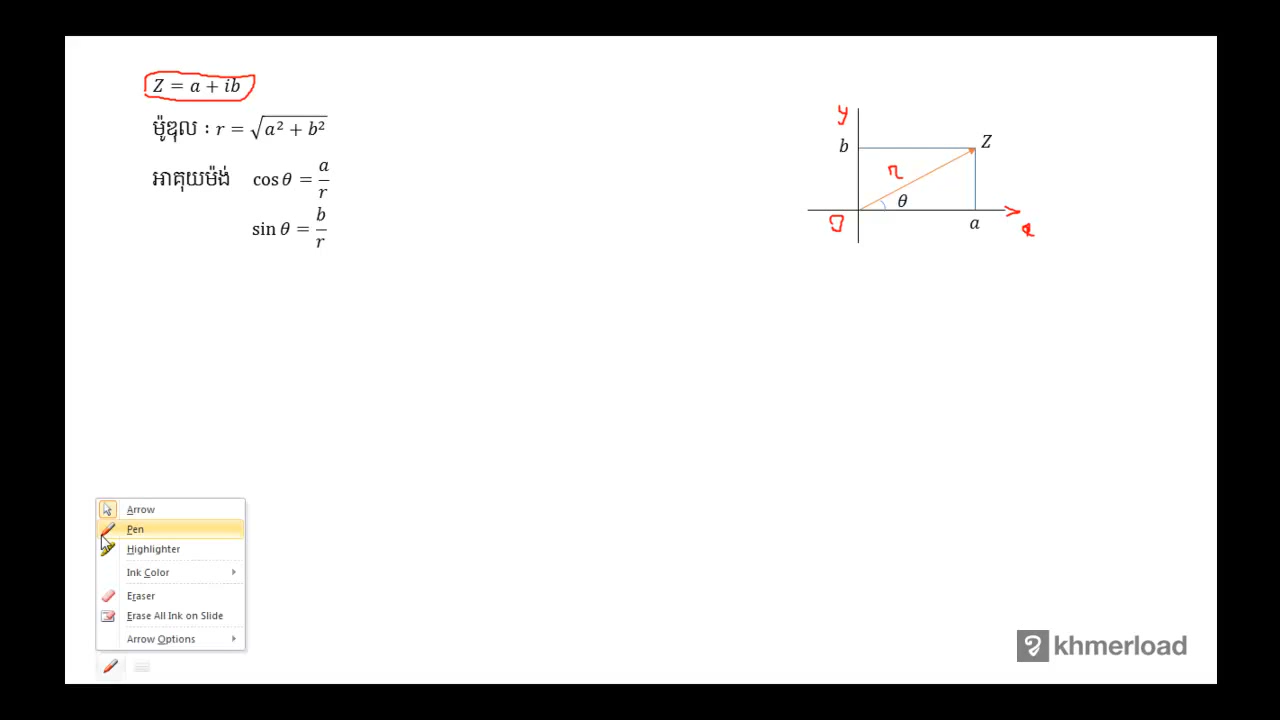 Z = a + ib
ម៉ូឌុល : r = √(a² + b²)
អាគុយម៉ង់ cos θ = a/r
sin θ = b/r
y
b
Z
r
θ
a
Arrow
Pen
Highlighter
Ink Color
Eraser
Erase All Ink on Slide
Arrow Options
khmerload